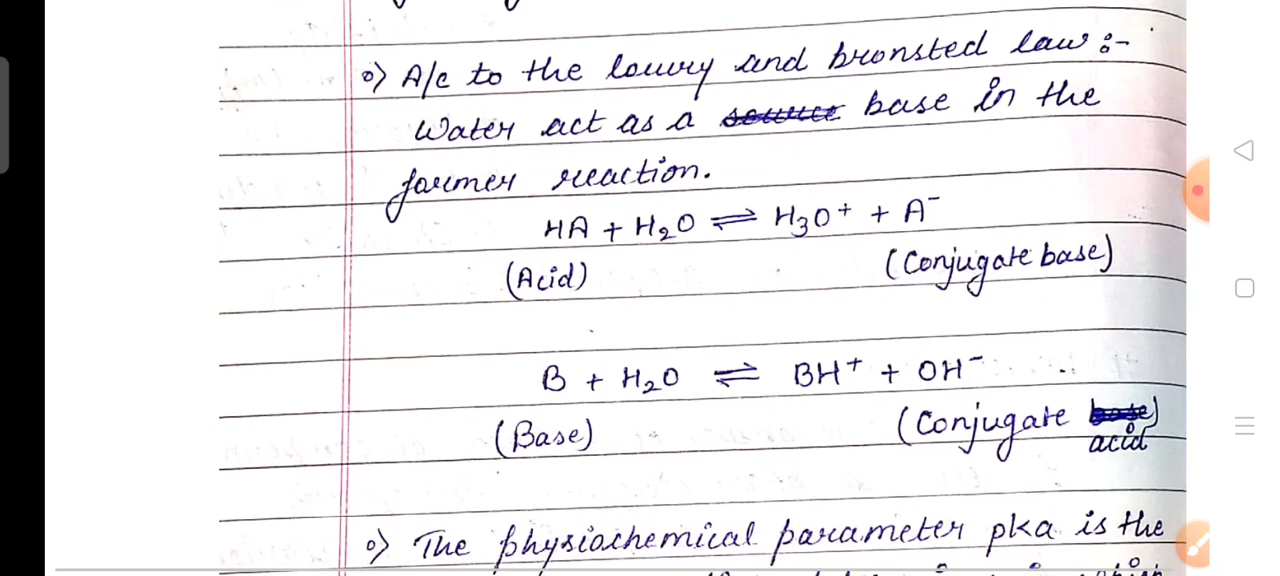 o) A/c to the lowry and bronsted law :-
Water act as a base in the
former reaction.
HA + H₂O ⇌ H₃O⁺ + A⁻
(Acid) (Conjugate base)
B + H₂O ⇌ BH⁺ + OH⁻
(Base) (Conjugate base)
acid
o) The physiochemical parameter pka is the